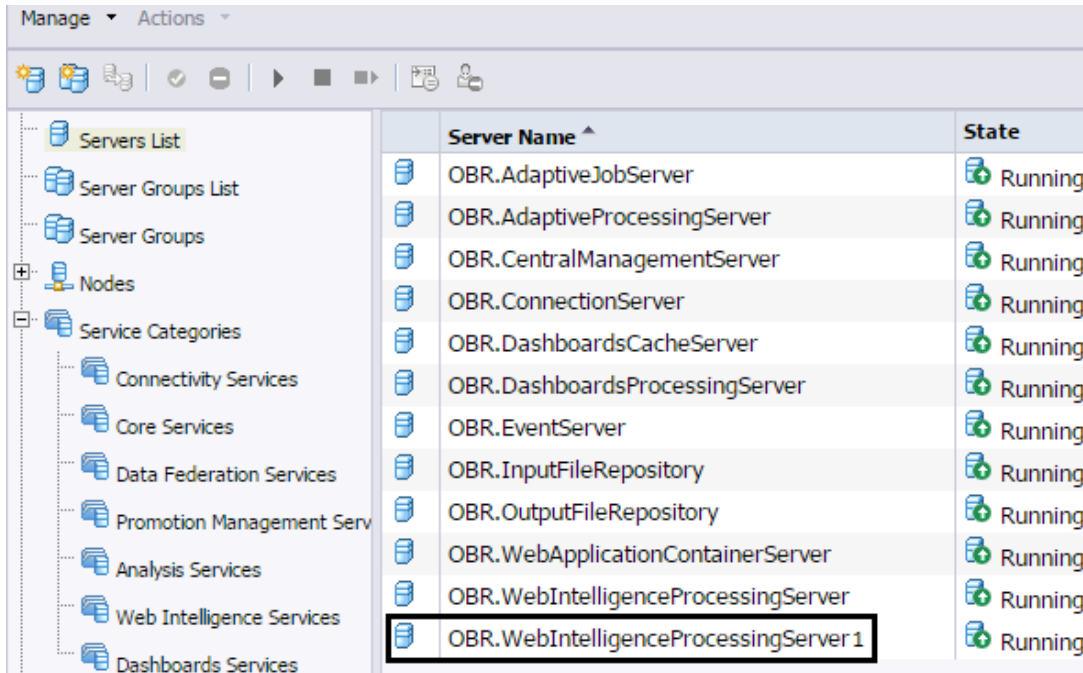 Manage Actions
Servers List
Server Groups List
Server Groups
Nodes
Service Categories
Connectivity Services
Core Services
Data Federation Services
Promotion Management Serv
Analysis Services
Web Intelligence Services
Dashboards Services
Server Name State
OBR.AdaptiveJobServer Running
OBR.AdaptiveProcessingServer Running
OBR.CentralManagementServer Running
OBR.ConnectionServer Running
OBR.DashboardsCacheServer Running
OBR.DashboardsProcessingServer Running
OBR.EventServer Running
OBR.InputFileRepository Running
OBR.OutputFileRepository Running
OBR.WebApplicationContainerServer Running
OBR.WebIntelligenceProcessingServer Running
OBR.WebIntelligenceProcessingServer1 Running